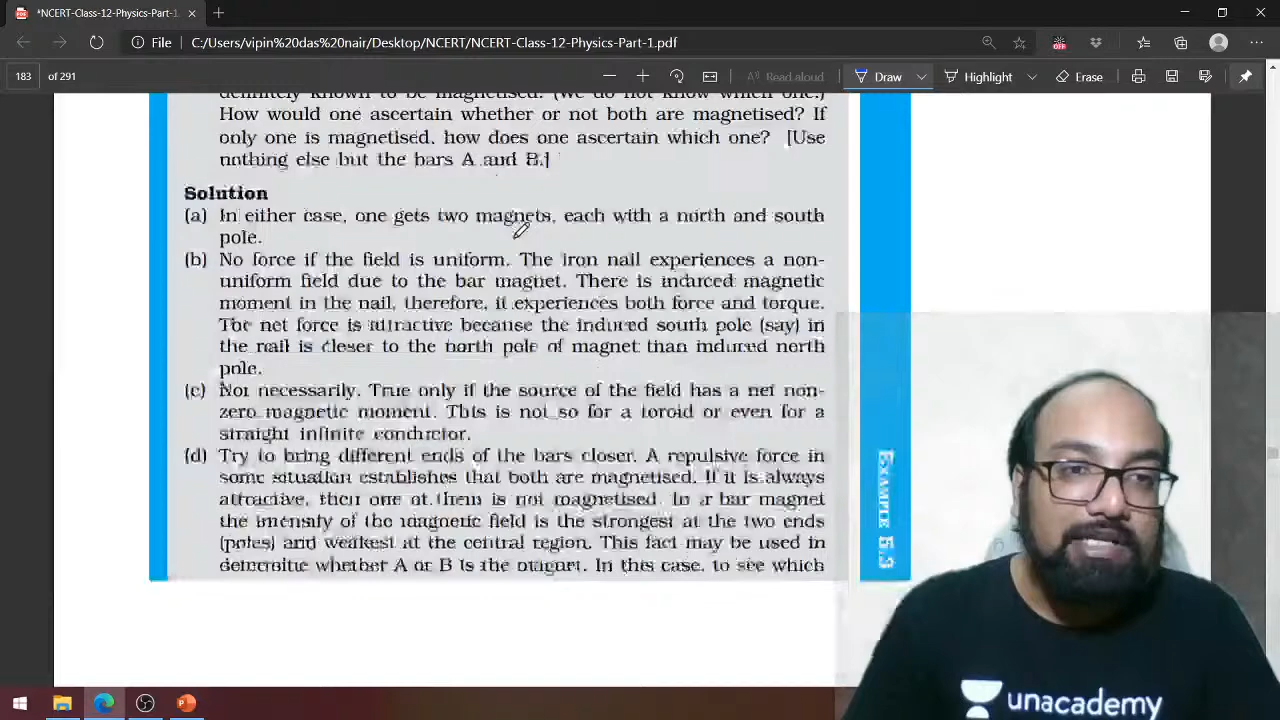 *NCERT-Class-12-Physics-Part-1.
File
C:/Users/vipin%20das%20nair/Desktop/NCERT/NCERT-Class-12-Physics-Part-1.pdf
183 of 291
Read aloud
Draw
Highlight
Erase
definitely known to be magnetised. (We do not know which one.)
How would one ascertain whether or not both are magnetised? If
only one is magnetised, how does one ascertain which one? [Use
nothing else but the bars A and B.]
Solution
(a) In either case, one gets two magnets, each with a north and south
pole.
(b) No force if the field is uniform. The iron nail experiences a non-
uniform field due to the bar magnet. There is induced magnetic
moment in the nail, therefore, it experiences both force and torque.
The net force is attractive because the induced south pole (say) in
the nail is closer to the north pole of magnet than induced north
pole.
(c) Not necessarily. True only if the source of the field has a net non-
zero magnetic moment. This is not so for a toroid or even for a
straight infinite conductor.
(d) Try to bring different ends of the bars closer. A repulsive force in
some situation establishes that both are magnetised. If it is always
attractive, then one of them is not magnetised. In a bar magnet
the intensity of the magnetic field is the strongest at the two ends
(poles) and weakest at the central region. This fact may be used to
determine whether A or B is the magnet. In this case, to see which
EXAMPLE 5.3
unacademy